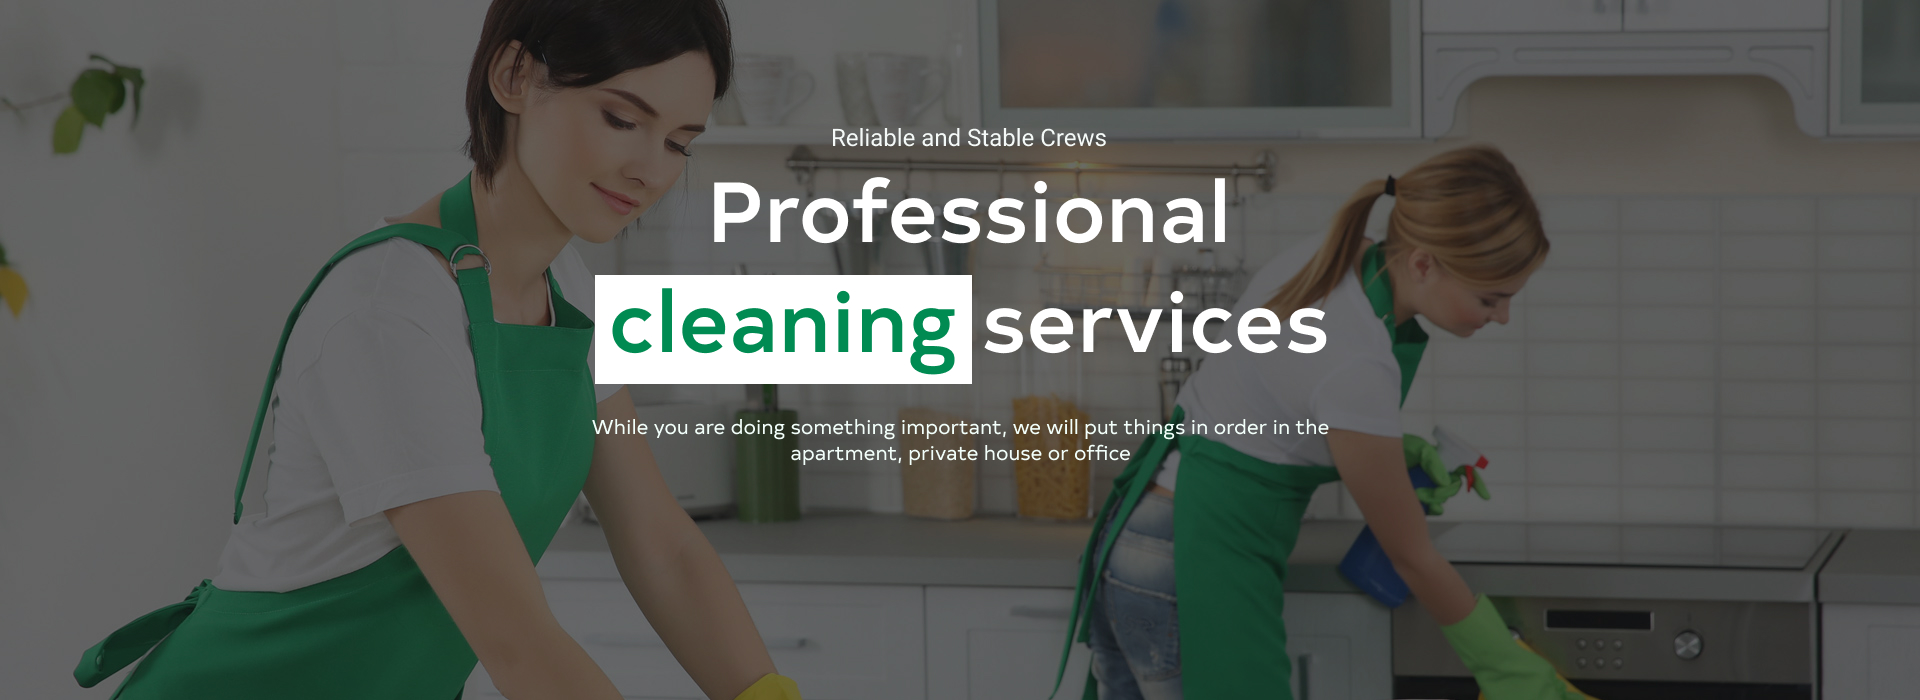 Reliable and Stable Crews
Professional
cleaning services
While you are doing something important, we will put things in order in the
apartment, private house or office